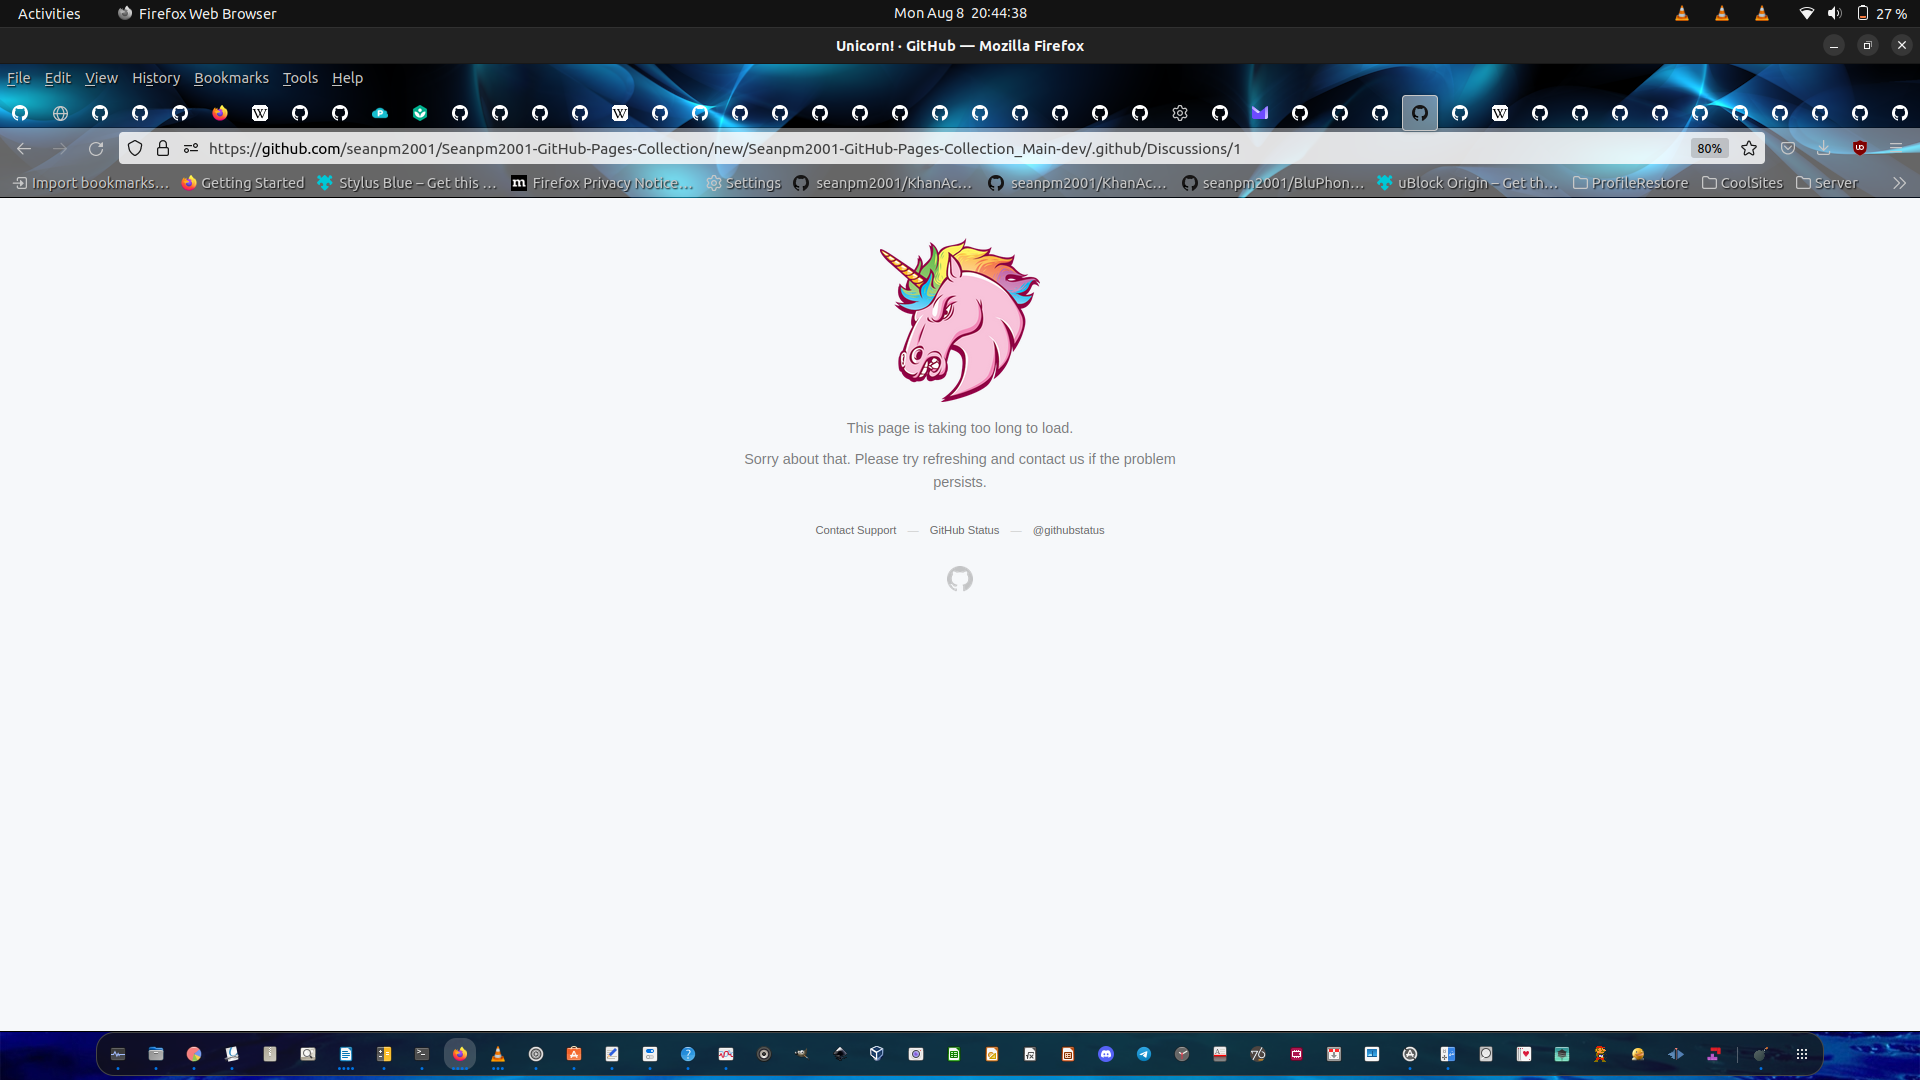 Activities
Firefox Web Browser
Mon Aug 8 20:44:38
27 %
Unicorn! · GitHub — Mozilla Firefox
File Edit View History Bookmarks Tools Help
https://github.com/seanpm2001/Seanpm2001-GitHub-Pages-Collection/new/Seanpm2001-GitHub-Pages-Collection_Main-dev/.github/Discussions/1
80%
Import bookmarks… Getting Started Stylus Blue – Get this … Firefox Privacy Notice… Settings seanpm2001/KhanAc… seanpm2001/KhanAc… seanpm2001/BluPhon… uBlock Origin – Get th… ProfileRestore CoolSites Server
This page is taking too long to load.
Sorry about that. Please try refreshing and contact us if the problem
persists.
Contact Support — GitHub Status — @githubstatus